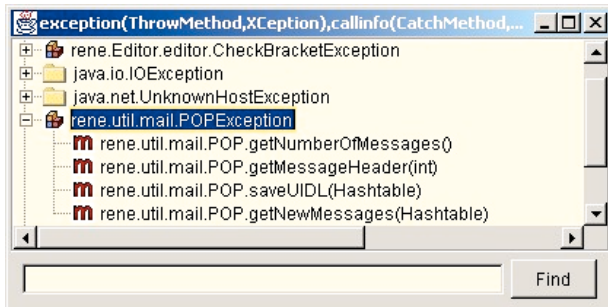 exception(ThrowMethod,XCeption),callinfo(CatchMethod,...
rene.Editor.editor.CheckBracketException
java.io.IOException
java.net.UnknownHostException
rene.util.mail.POPException
m rene.util.mail.POP.getNumberOfMessages()
m rene.util.mail.POP.getMessageHeader(int)
m rene.util.mail.POP.saveUIDL(Hashtable)
m rene.util.mail.POP.getNewMessages(Hashtable)
Find